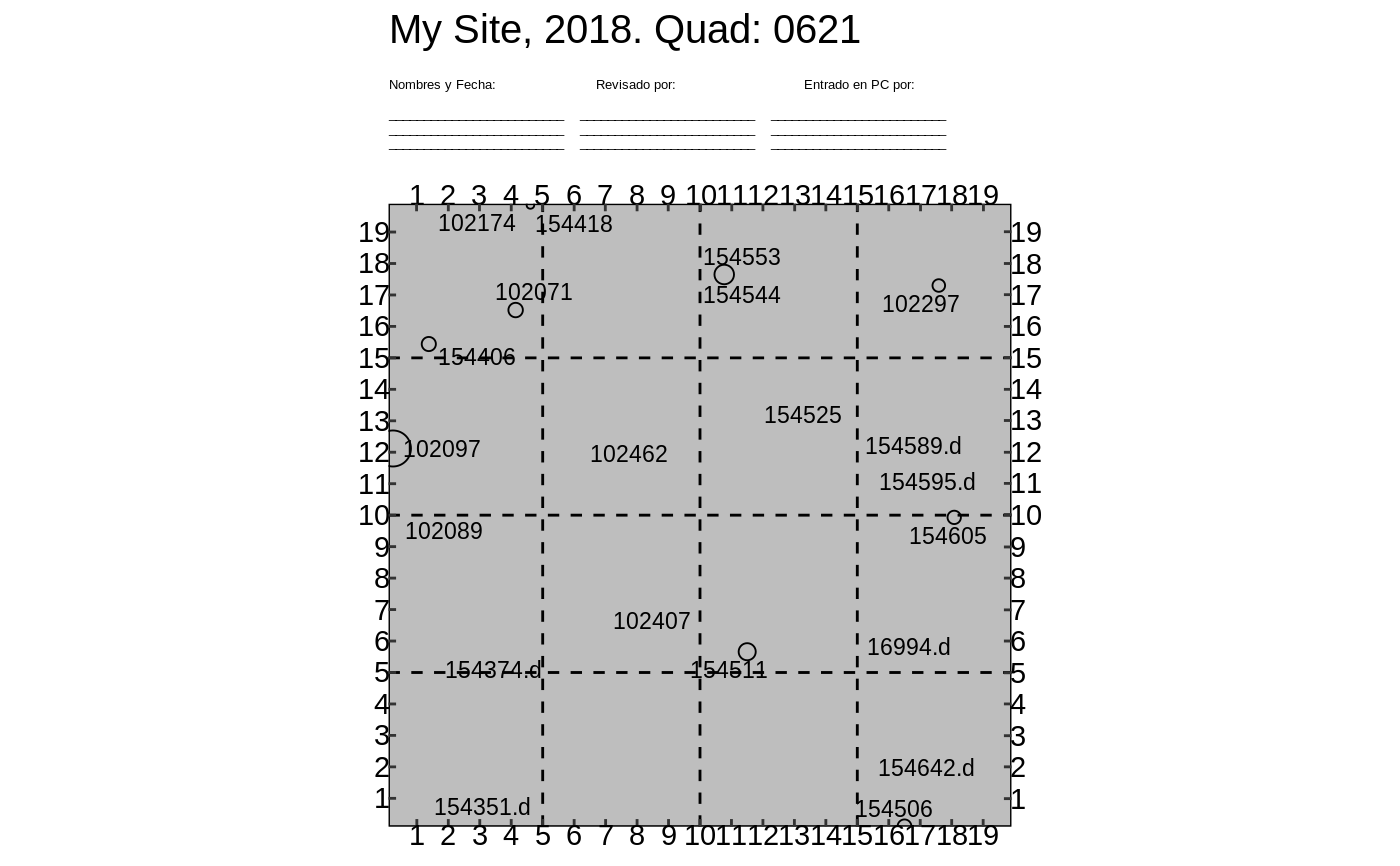 My Site, 2018. Quad: 0621
Nombres y Fecha: Revisado por: Entrado en PC por:
1 2 3 4 5 6 7 8 9 10 11 12 13 14 15 16 17 18 19
102174 154418
19 19
154553
18 18
102071 154544
17 17
102297
16 16
154406
15 15
14 14
154525
13 13
154589.d
102097 102462
12 12
154595.d
11 11
10 10
102089 154605
9 9
8 8
7 7
102407
6 6
16994.d
154374.d 154511
5 5
4 4
3 3
2 2
154642.d
1 1
154351.d 154506
1 2 3 4 5 6 7 8 9 10 11 12 13 14 15 16 17 18 19